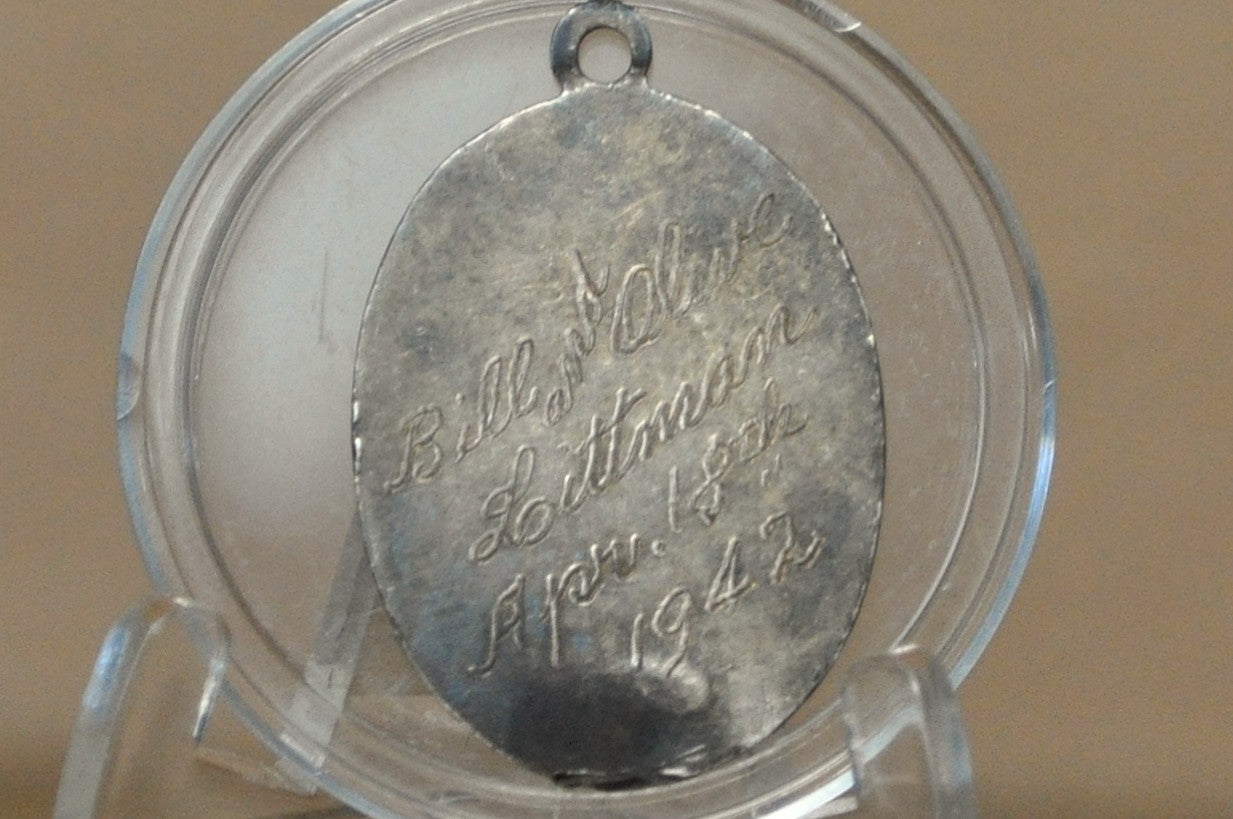 Bill and Olive
Littman
Apr. 18th
1942